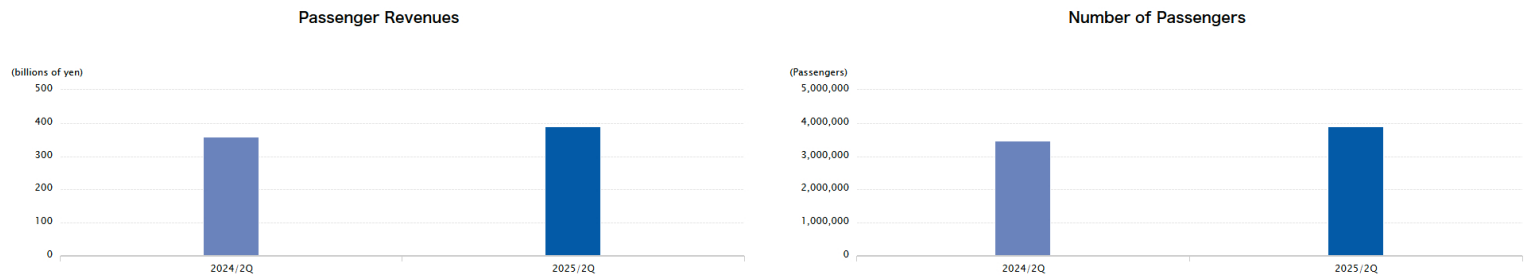 Passenger Revenues
(billions of yen)
500
400
300
200
100
0
2024/2Q
2025/2Q
Number of Passengers
(Passengers)
5,000,000
4,000,000
3,000,000
2,000,000
1,000,000
0
2024/2Q
2025/2Q